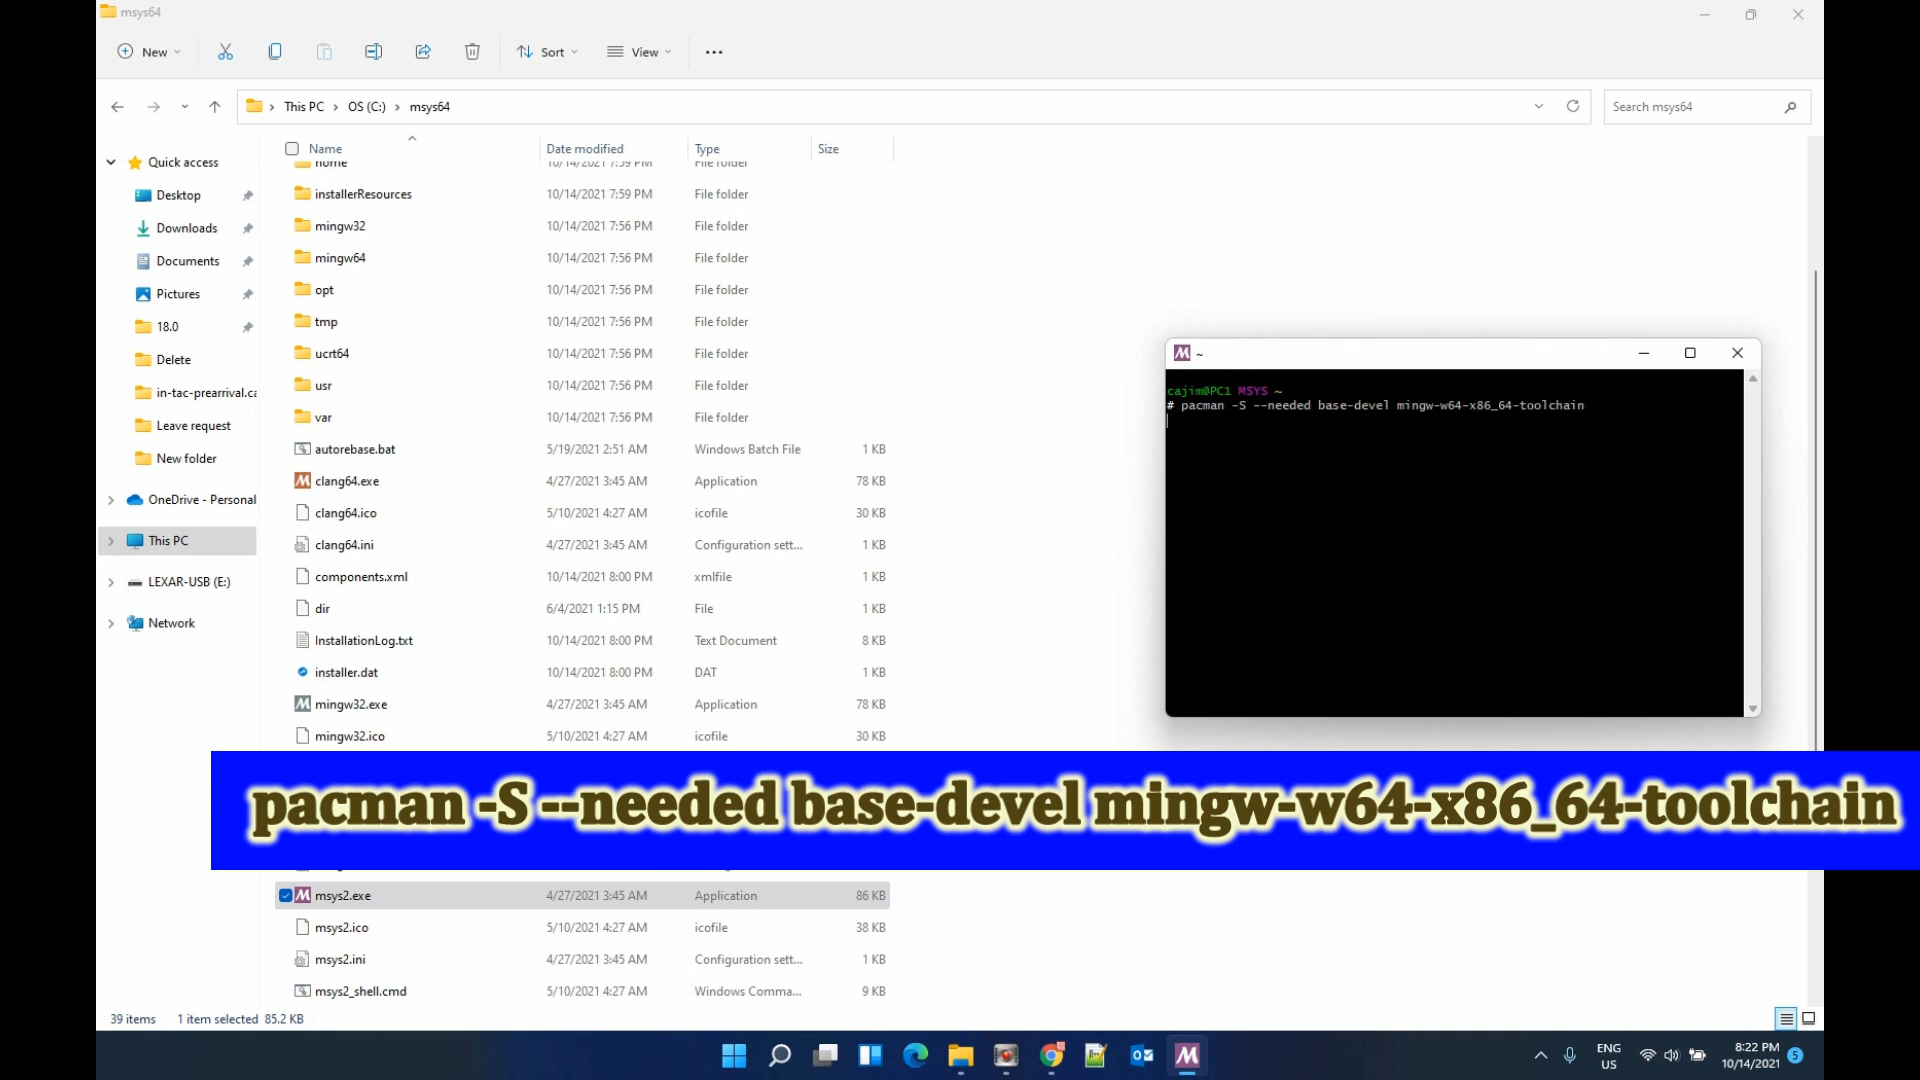 msys64
New
Sort
View
This PC > OS (C:) > msys64
Search msys64
Name Date modified Type Size
Quick access
Desktop
Downloads
Documents
Pictures
18.0
Delete
in-tac-prearrival.ca
Leave request
New folder
OneDrive - Personal
This PC
LEXAR-USB (E:)
Network
home 10/14/2021 7:59 PM File folder
installerResources 10/14/2021 7:59 PM File folder
mingw32 10/14/2021 7:56 PM File folder
mingw64 10/14/2021 7:56 PM File folder
opt 10/14/2021 7:56 PM File folder
tmp 10/14/2021 7:56 PM File folder
ucrt64 10/14/2021 7:56 PM File folder
usr 10/14/2021 7:56 PM File folder
var 10/14/2021 7:56 PM File folder
autorebase.bat 5/19/2021 2:51 AM Windows Batch File 1 KB
clang64.exe 4/27/2021 3:45 AM Application 78 KB
clang64.ico 5/10/2021 4:27 AM icofile 30 KB
clang64.ini 4/27/2021 3:45 AM Configuration sett... 1 KB
components.xml 10/14/2021 8:00 PM xmlfile 1 KB
dir 6/4/2021 1:15 PM File 1 KB
InstallationLog.txt 10/14/2021 8:00 PM Text Document 8 KB
installer.dat 10/14/2021 8:00 PM DAT 1 KB
mingw32.exe 4/27/2021 3:45 AM Application 78 KB
mingw32.ico 5/10/2021 4:27 AM icofile 30 KB
~
cajim@PC1 MSYS ~
# pacman -S --needed base-devel mingw-w64-x86_64-toolchain
pacman -S --needed base-devel mingw-w64-x86_64-toolchain
msys2.exe 4/27/2021 3:45 AM Application 86 KB
msys2.ico 5/10/2021 4:27 AM icofile 38 KB
msys2.ini 4/27/2021 3:45 AM Configuration sett... 1 KB
msys2_shell.cmd 5/10/2021 4:27 AM Windows Comma... 9 KB
39 items 1 item selected 85.2 KB
ENG
US
8:22 PM
10/14/2021
5